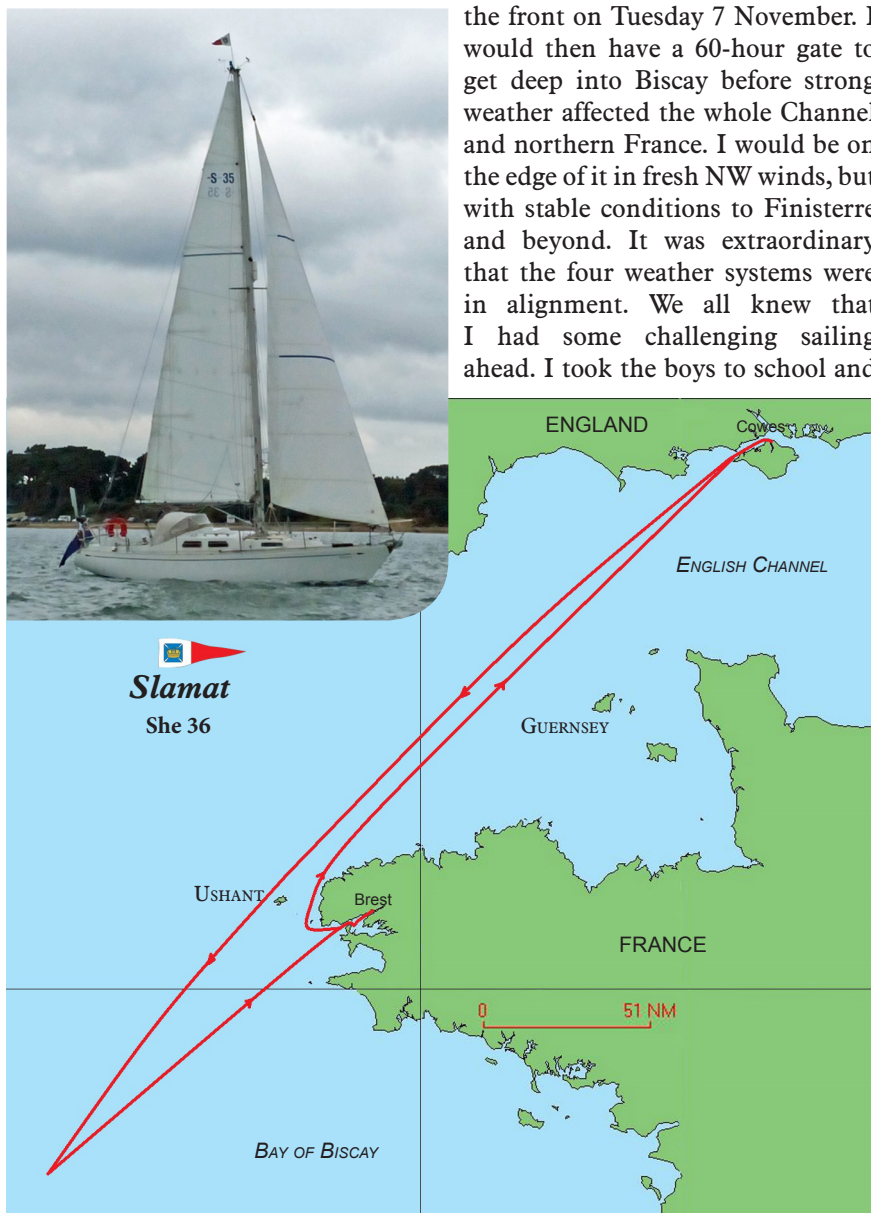 the front on Tuesday 7 November. I
would then have a 60-hour gate to
get deep into Biscay before strong
weather affected the whole Channel
and northern France. I would be on
the edge of it in fresh NW winds, but
with stable conditions to Finisterre
and beyond. It was extraordinary
that the four weather systems were
in alignment. We all knew that
I had some challenging sailing
ahead. I took the boys to school and
S 35
S 35
ENGLAND
Cowes
ENGLISH CHANNEL
Slamat
She 36
GUERNSEY
USHANT
Brest
FRANCE
0 51 NM
BAY OF BISCAY